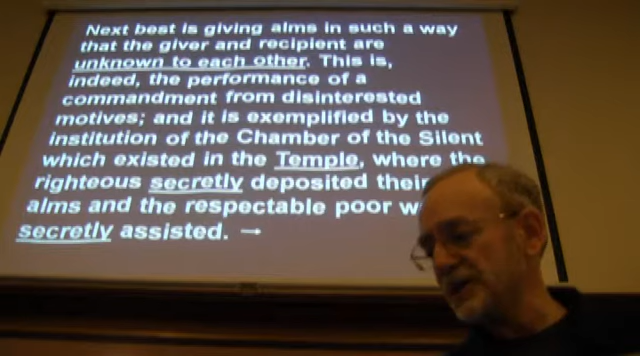 Next best is giving alms in such a way
that the giver and recipient are
unknown to each other. This is,
indeed, the performance of a
commandment from disinterested
motives; and it is exemplified by the
institution of the Chamber of the Silent
which existed in the Temple, where the
righteous secretly deposited their
alms and the respectable poor
secretly assisted. →